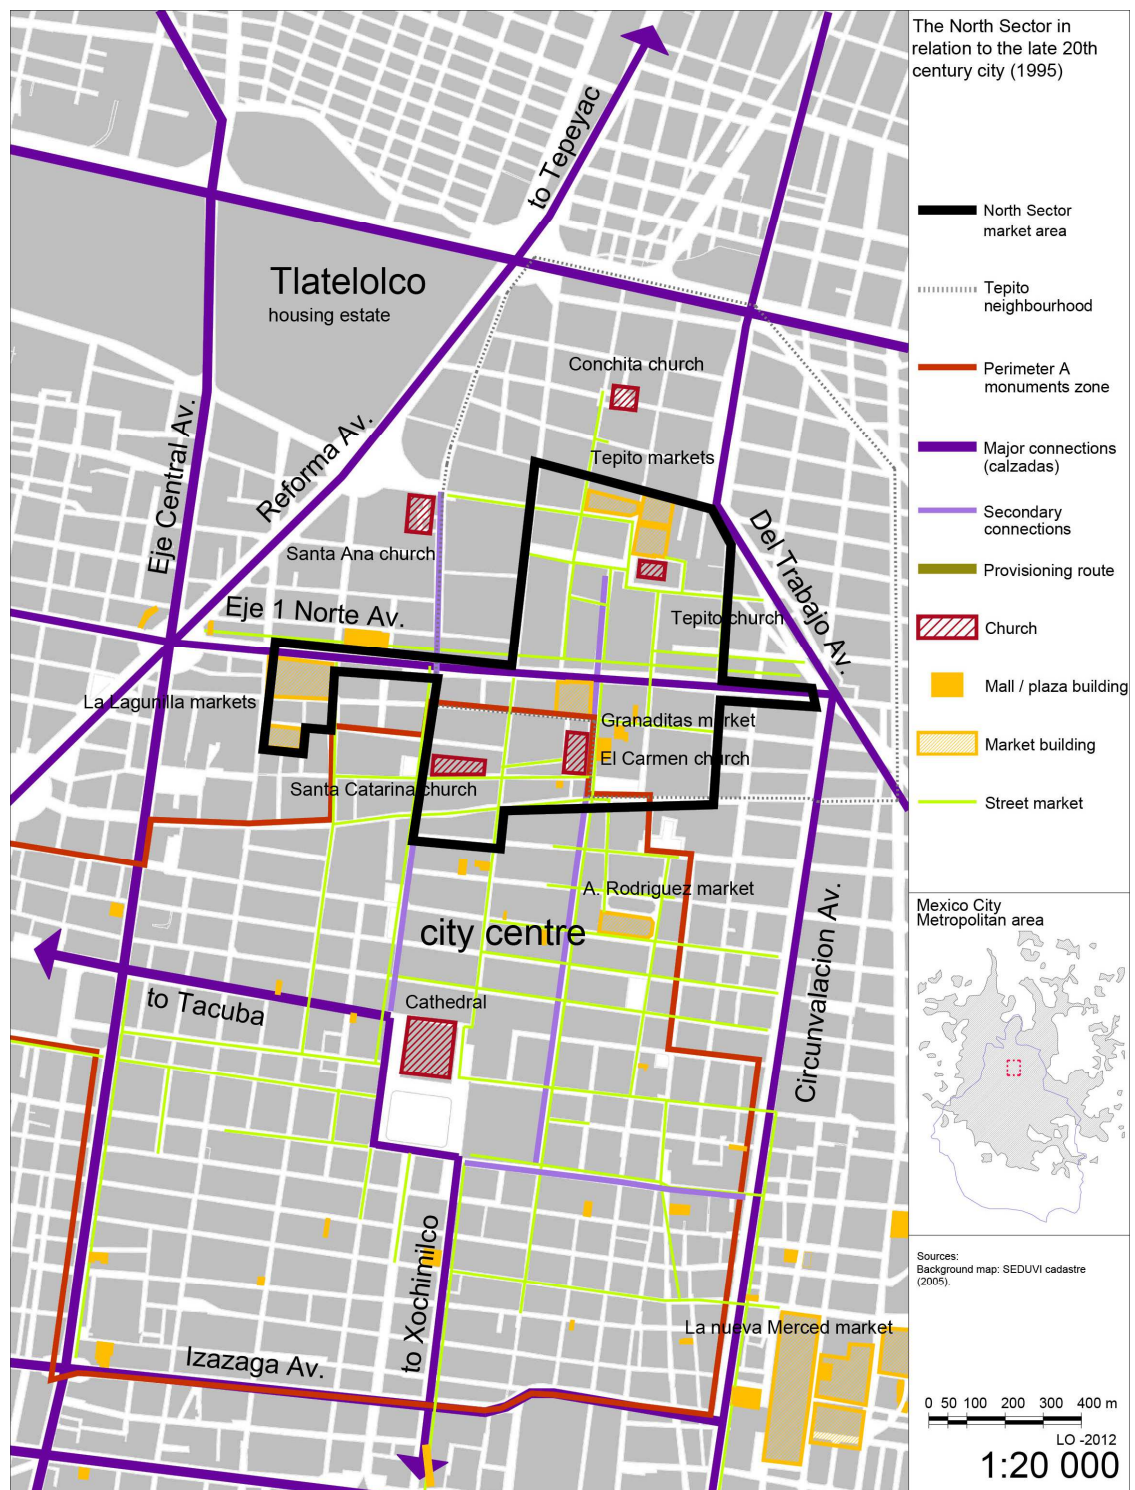 The North Sector in
relation to the late 20th
century city (1995)
North Sector
market area
Tepito
neighbourhood
Perimeter A
monuments zone
Major connections
(calzadas)
Secondary
connections
Provisioning route
Church
Mall / plaza building
Market building
Street market
Mexico City
Metropolitan area
Sources:
Background map: SEDUVI cadastre
(2005).
0 50 100 200 300 400 m
LO -2012
1:20 000
to Tepeyac
Tlatelolco
housing estate
Conchita church
Reforma Av.
Eje Central Av.
Tepito markets
Santa Ana church
Del Trabajo Av.
Eje 1 Norte Av.
Tepito church
La Lagunilla markets
Granaditas market
El Carmen church
Santa Catarina church
A. Rodriguez market
city centre
Circunvalacion Av.
to Tacuba
Cathedral
to Xochimilco
La nueva Merced market
Izazaga Av.